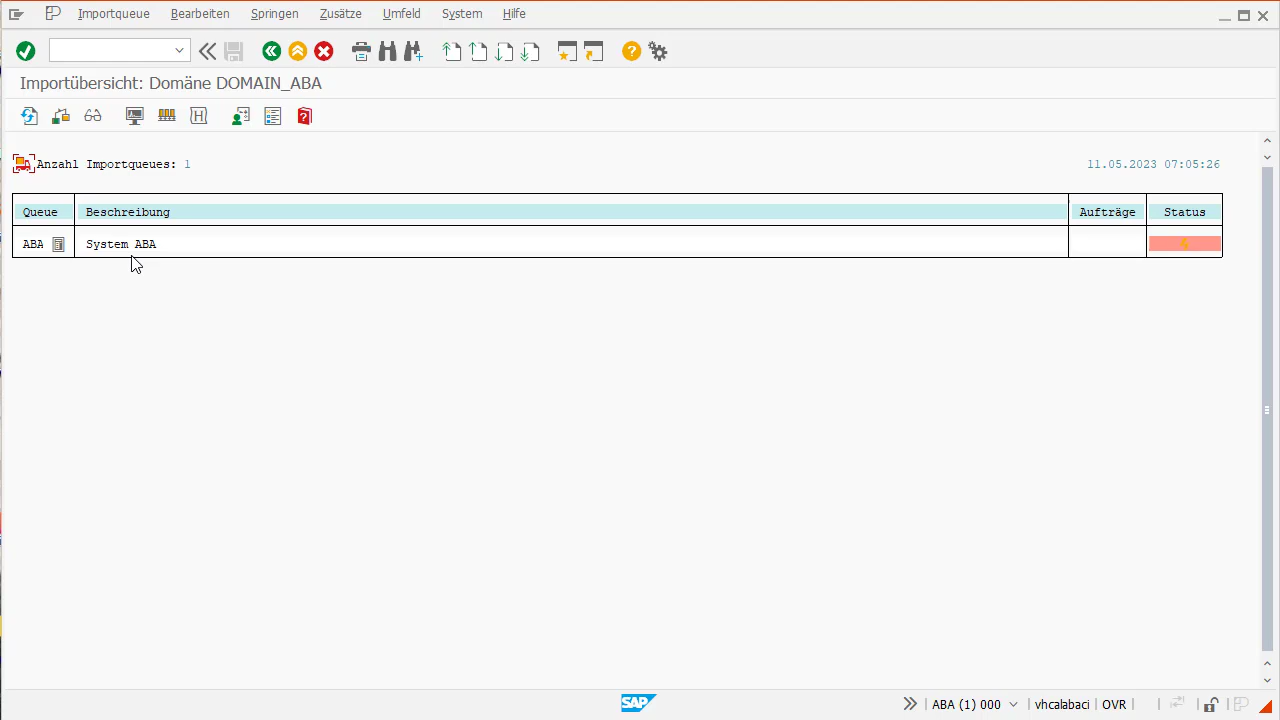 Importqueue Bearbeiten Springen Zusätze Umfeld System Hilfe
Importübersicht: Domäne DOMAIN_ABA
Anzahl Importqueues: 1 11.05.2023 07:05:26
Queue Beschreibung Aufträge Status
ABA System ABA
SAP ABA (1) 000 vhcalabaci OVR